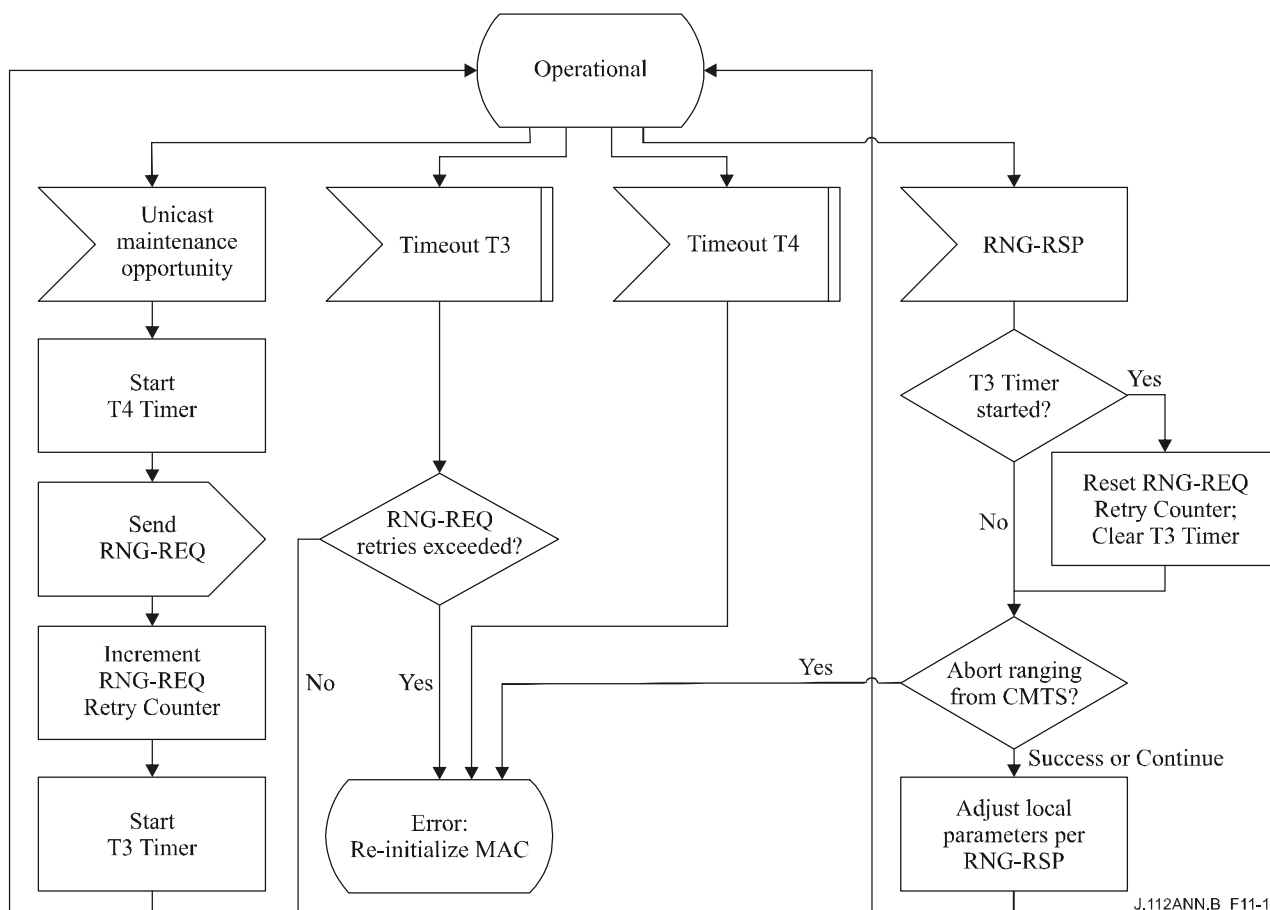 Operational
Unicast
maintenance
opportunity
Timeout T3
Timeout T4
RNG-RSP
Start
T4 Timer
T3 Timer
started?
Yes
Send
RNG-REQ
RNG-REQ
retries exceeded?
No
Reset RNG-REQ
Retry Counter;
Clear T3 Timer
Increment
RNG-REQ
Retry Counter
No
Yes
Yes
Abort ranging
from CMTS?
Success or Continue
Start
T3 Timer
Error:
Re-initialize MAC
Adjust local
parameters per
RNG-RSP
J.112ANN.B_F11-1